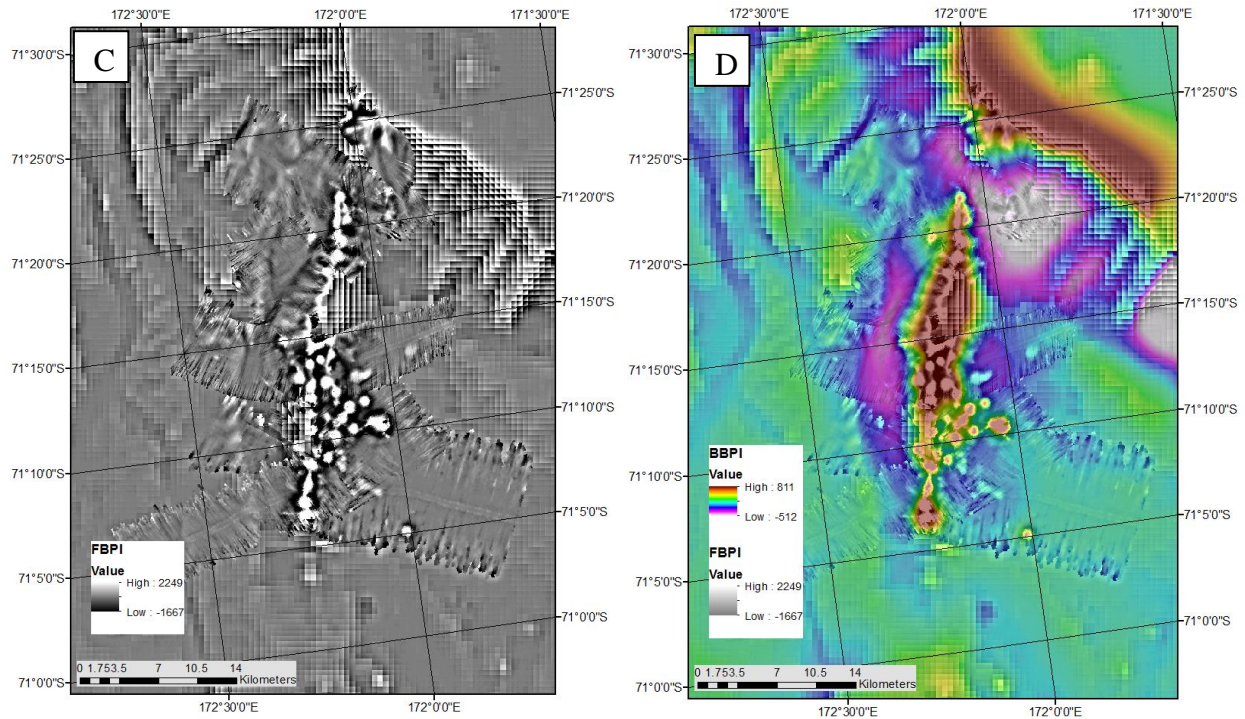 172°30'0"E
172°0'0"E
171°30'0"E
C
71°30'0"S
71°25'0"S
71°25'0"S
71°20'0"S
71°20'0"S
71°15'0"S
71°15'0"S
71°10'0"S
71°10'0"S
71°5'0"S
71°5'0"S
71°0'0"S
71°0'0"S
FBPI
Value
High : 2249
Low : -1667
0 1.753.5 7 10.5 14
Kilometers
172°30'0"E
172°0'0"E
172°30'0"E
172°0'0"E
171°30'0"E
D
71°30'0"S
71°25'0"S
71°25'0"S
71°20'0"S
71°20'0"S
71°15'0"S
71°15'0"S
71°10'0"S
71°10'0"S
71°5'0"S
71°5'0"S
71°0'0"S
71°0'0"S
BBPI
Value
High : 811
Low : -512
FBPI
Value
High : 2249
Low : -1667
0 1.753.5 7 10.5 14
Kilometers
172°30'0"E
172°0'0"E